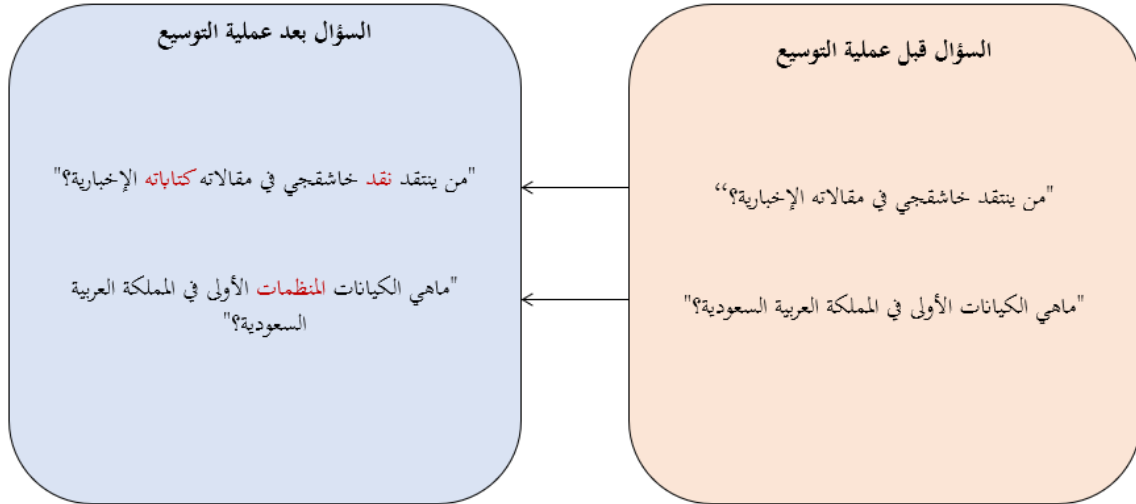 السؤال قبل عملية التوسيع
"من ينتقد خاشقجي في مقالاته الإخبارية؟“
"ماهي الكيانات الأولى في المملكة العربية السعودية؟"
السؤال بعد عملية التوسيع
"من ينتقد نقد خاشقجي في مقالاته كتاباته الإخبارية؟"
"ماهي الكيانات المنظمات الأولى في المملكة العربية
السعودية؟"